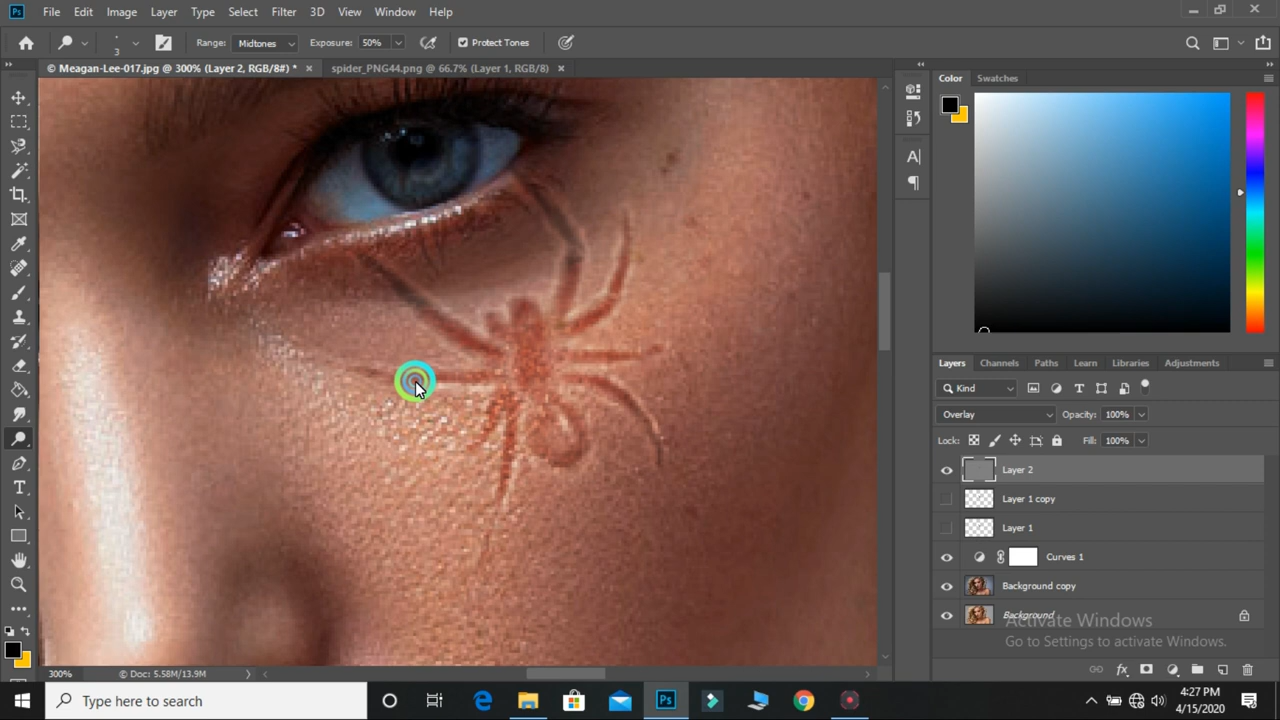 Ps File Edit Image Layer Type Select Filter 3D View Window Help
3 Range: Midtones Exposure: 50% Protect Tones
© Meagan-Lee-017.jpg @ 300% (Layer 2, RGB/8#) * × spider_PNG44.png @ 66.7% (Layer 1, RGB/8) ×
Color Swatches
Layers Channels Paths Learn Libraries Adjustments
Kind
Overlay Opacity: 100%
Lock: Fill: 100%
Layer 2
Layer 1 copy
Layer 1
Curves 1
Background copy
Background
Activate Windows
Go to Settings to activate Windows.
300% © Doc: 5.58M/13.9M
Type here to search
Ps
4:27 PM
4/15/2020